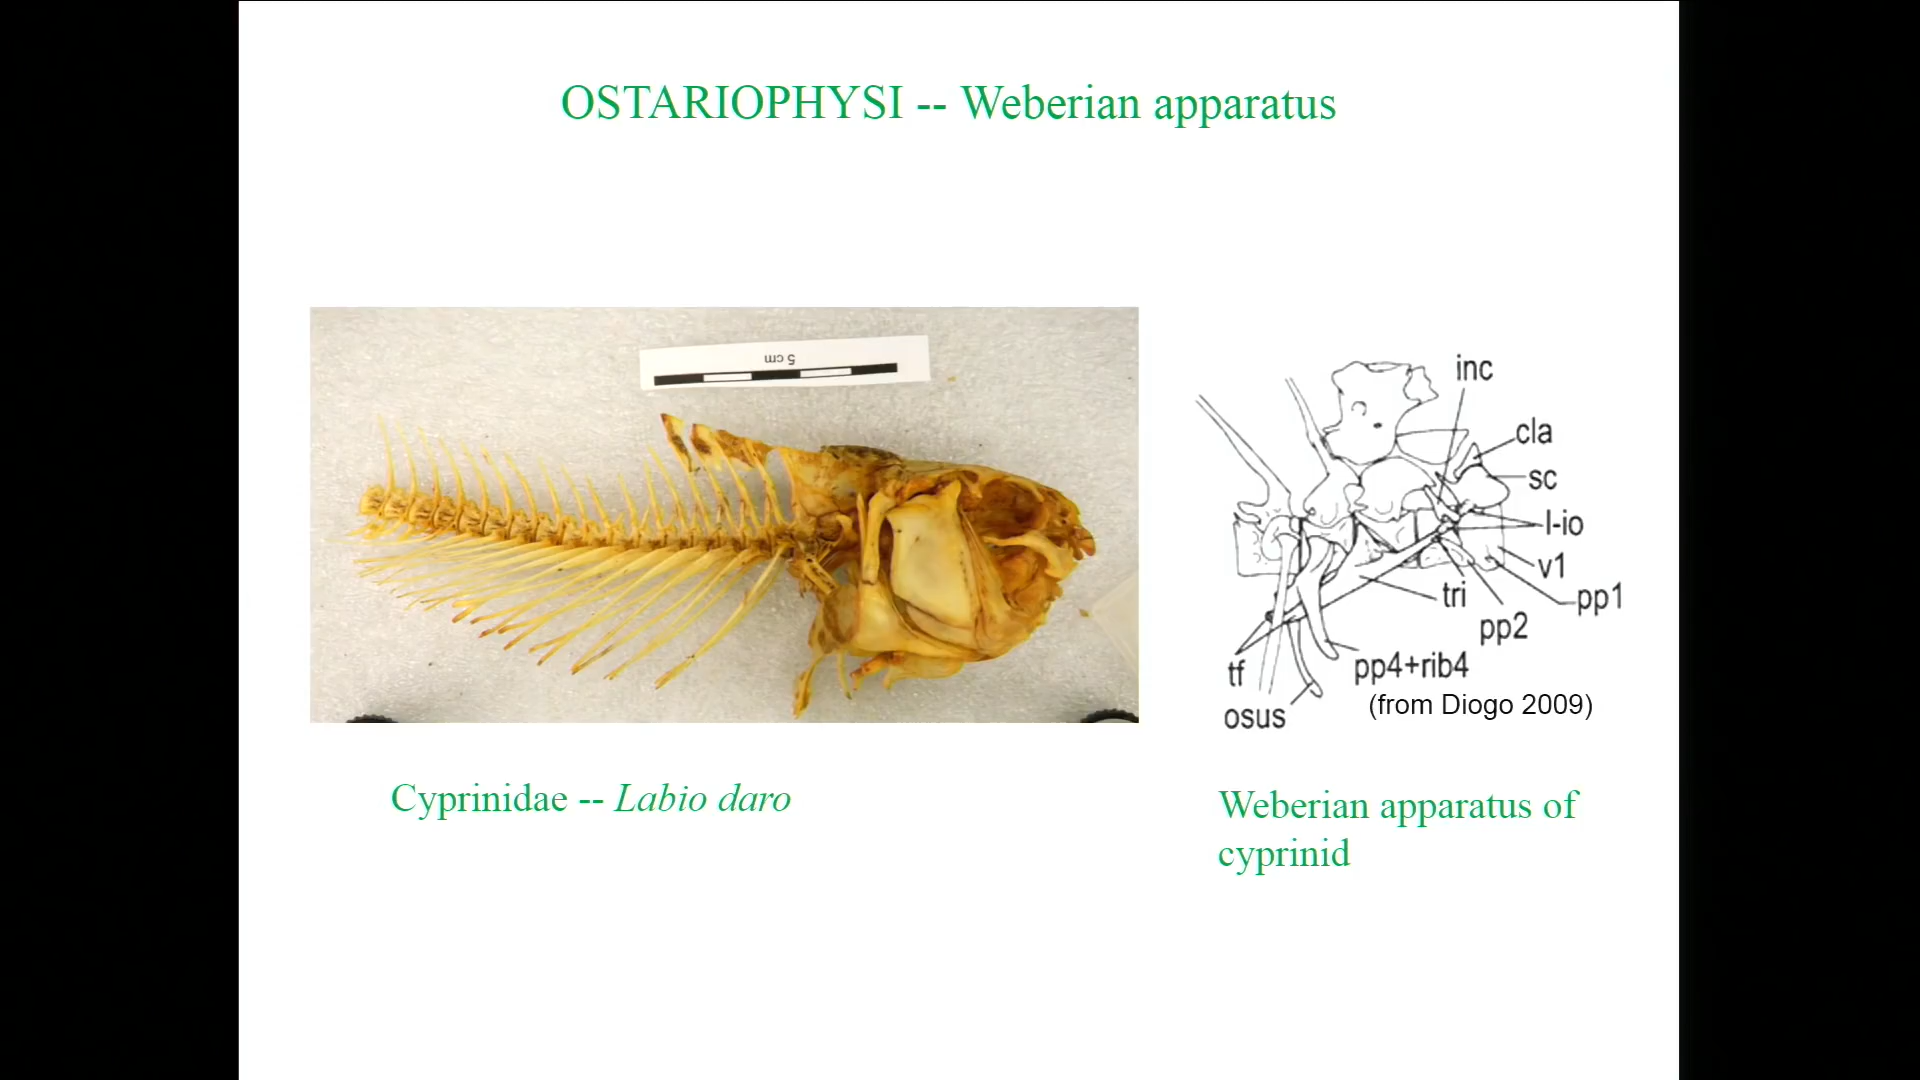 OSTARIOPHYSI -- Weberian apparatus
5 cm
inc
cla
sc
l-io
v1
tri
pp1
pp2
tf
pp4+rib4
osus
(from Diogo 2009)
Cyprinidae -- Labio daro
Weberian apparatus of
cyprinid